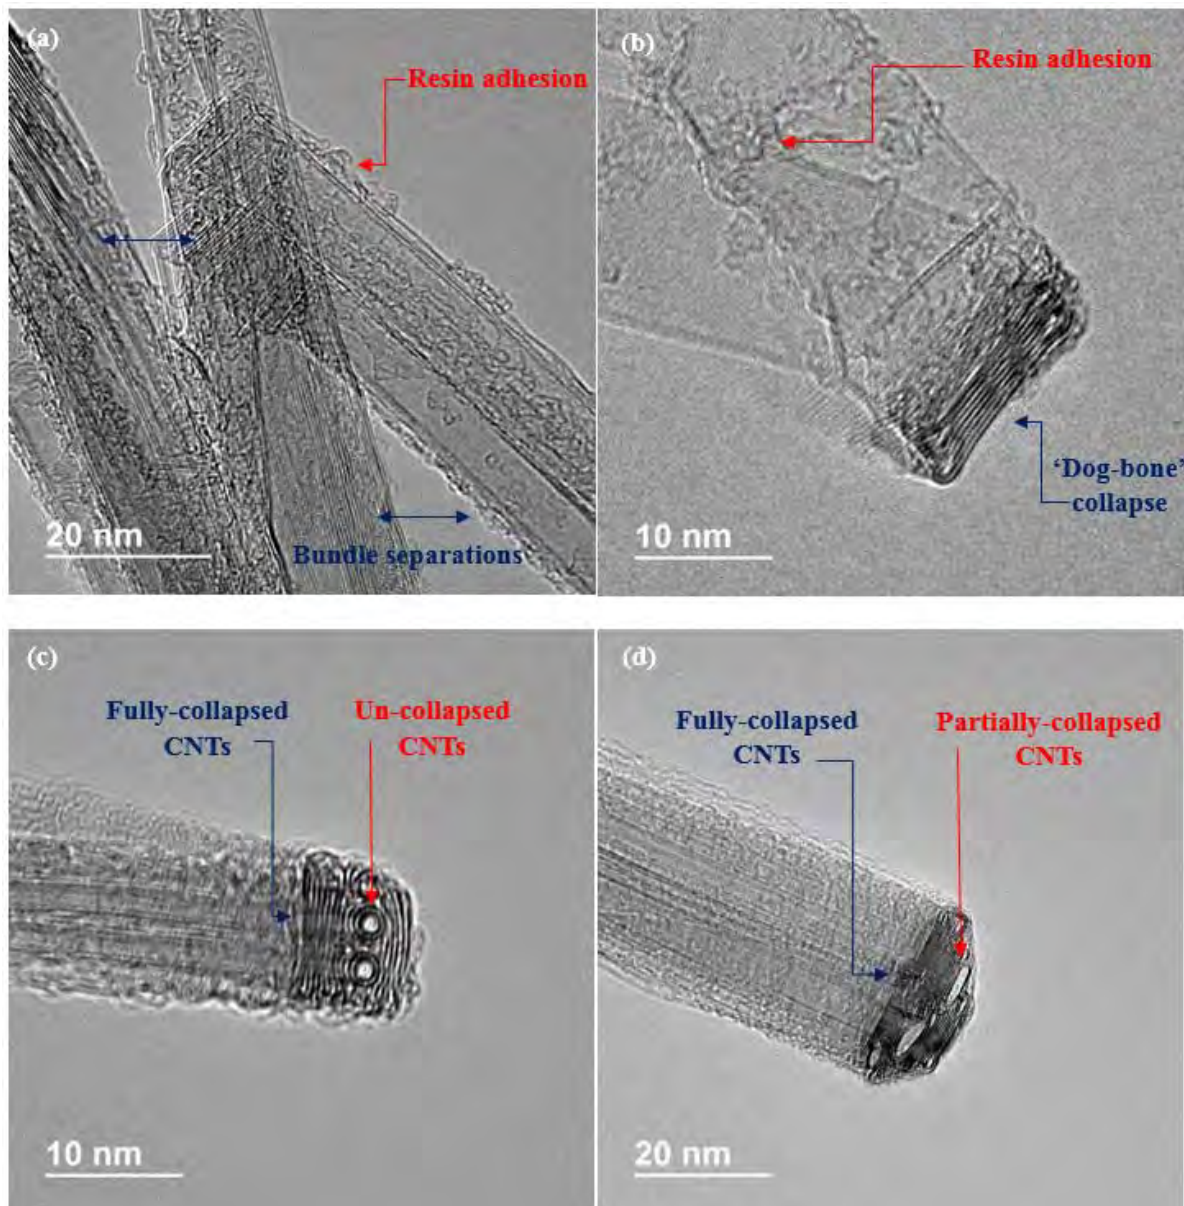 (a)
Resin adhesion
20 nm
Bundle separations
(b)
Resin adhesion
‘Dog-bone’
collapse
10 nm
(c)
Fully-collapsed
CNTs
Un-collapsed
CNTs
10 nm
(d)
Fully-collapsed
CNTs
Partially-collapsed
CNTs
20 nm